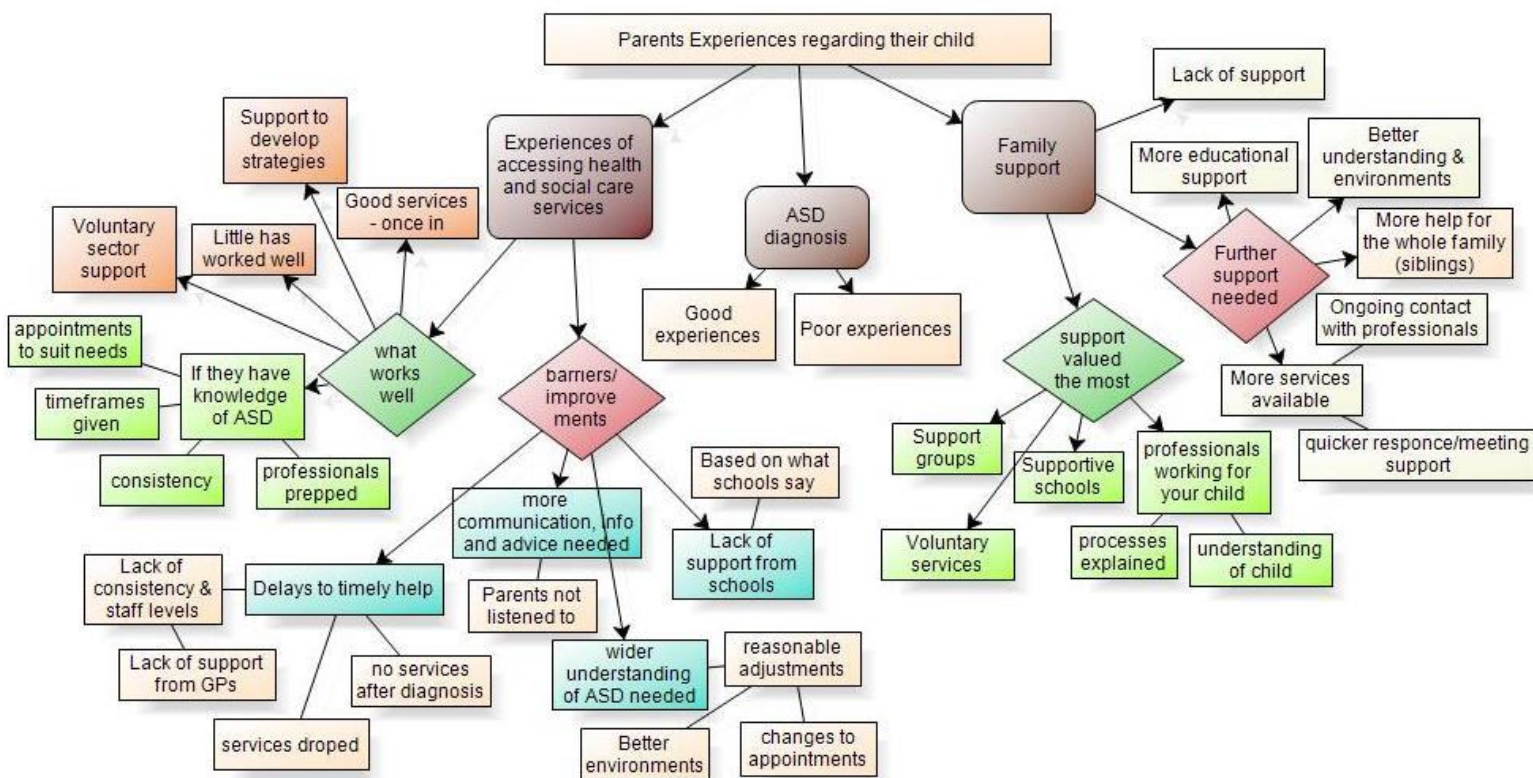 Parents Experiences regarding their child
Lack of support
Support to
develop
strategies
Experiences of
accessing health
and social care
services
Family
support
More educational
support
Better
understanding &
environments
Good services
- once in
ASD
diagnosis
Voluntary
sector
support
Little has
worked well
More help for
the whole family
(siblings)
Further
support
needed
Good
experiences
Poor experiences
Ongoing contact
with professionals
appointments
to suit needs
what
works
well
If they have
knowledge
of ASD
barriers/
improve
ments
support
valued
the most
More services
available
timeframes
given
consistency
professionals
prepped
Support
groups
Supportive
schools
professionals
working for
your child
quicker responce/meeting
support
Based on what
schools say
more
communication, info
and advice needed
Lack of
support from
schools
Voluntary
services
processes
explained
understanding
of child
Lack of
consistency &
staff levels
Delays to timely help
Parents not
listened to
Lack of support
from GPs
no services
after diagnosis
wider
understanding
of ASD needed
reasonable
adjustments
services droped
Better
environments
changes to
appointments